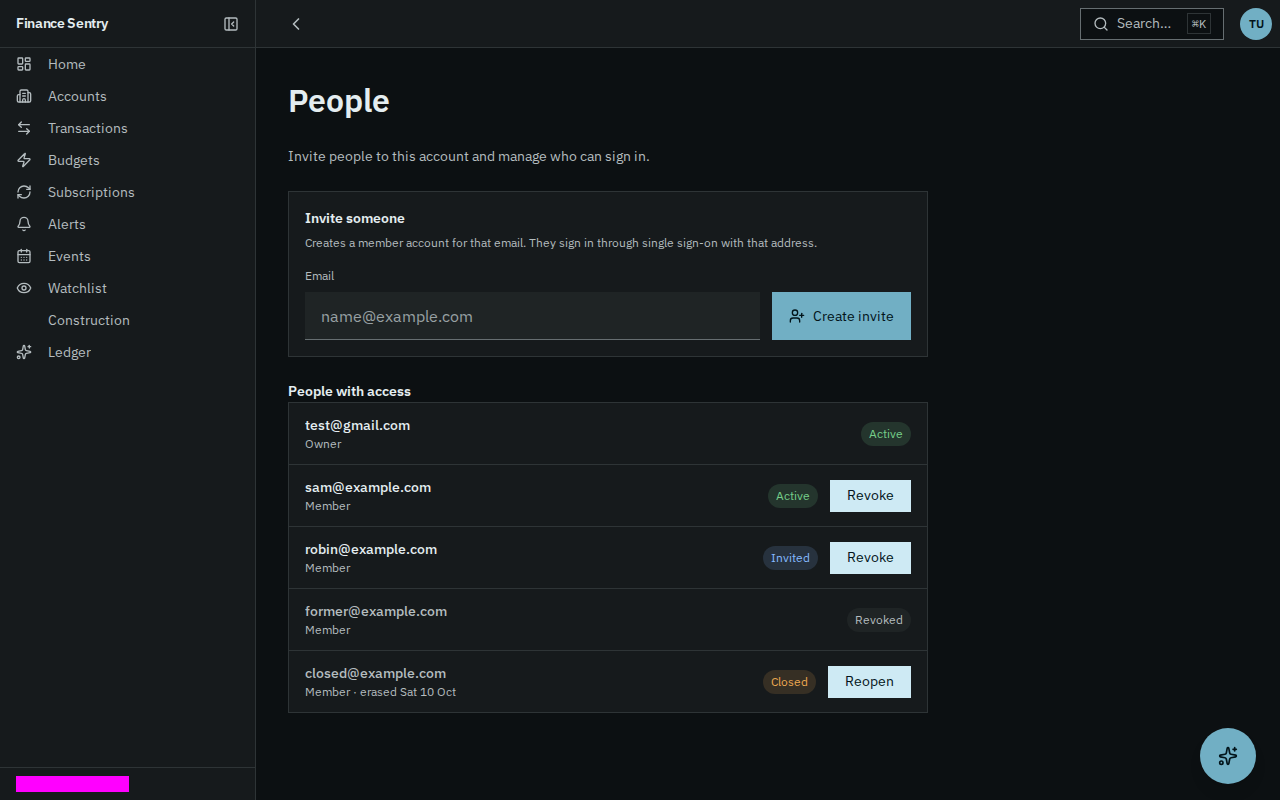 Finance Sentry
Search... ⌘K
TU
Home
Accounts
Transactions
Budgets
Subscriptions
Alerts
Events
Watchlist
Construction
Ledger
People
Invite people to this account and manage who can sign in.
Invite someone
Creates a member account for that email. They sign in through single sign-on with that address.
Email
name@example.com
Create invite
People with access
test@gmail.com
Owner
Active
sam@example.com
Member
Active
Revoke
robin@example.com
Member
Invited
Revoke
former@example.com
Member
Revoked
closed@example.com
Member · erased Sat 10 Oct
Closed
Reopen